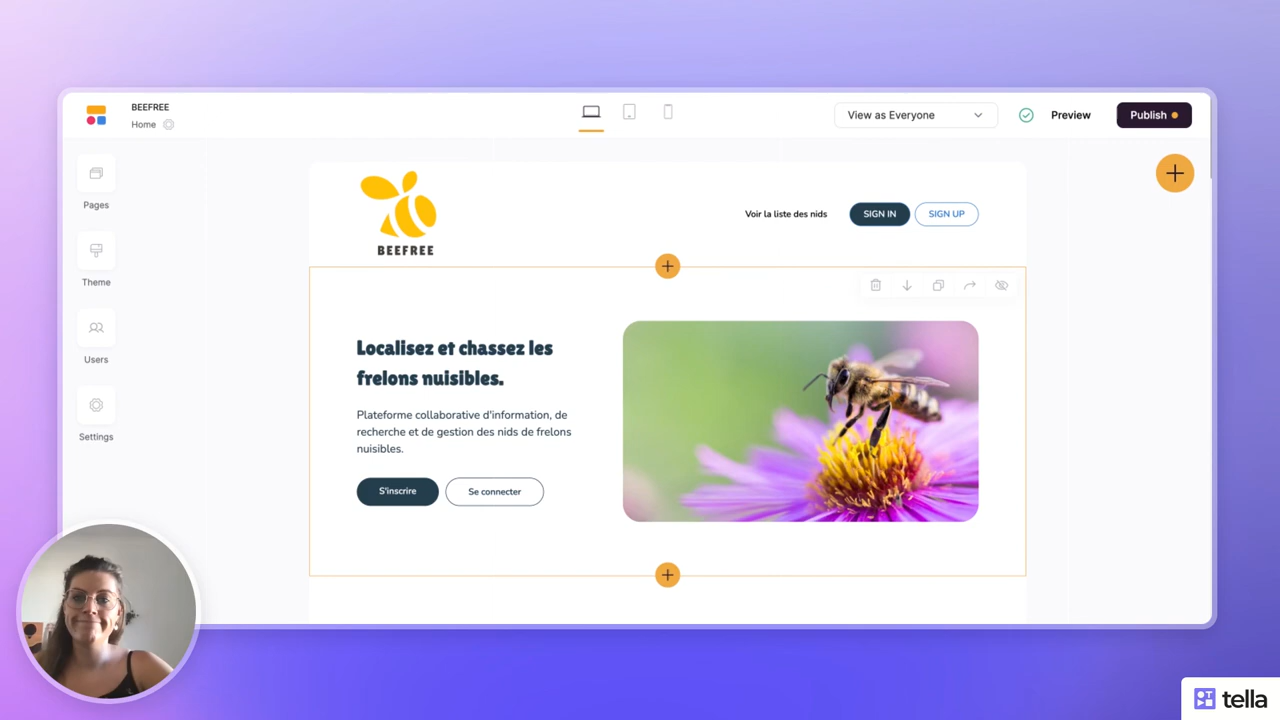 BEEFREE
Home
View as Everyone
Preview
Publish
Pages
Theme
Users
Settings
BEEFREE
Voir la liste des nids
SIGN IN
SIGN UP
Localisez et chassez les
frelons nuisibles.
Plateforme collaborative d'information, de
recherche et de gestion des nids de frelons
nuisibles.
S'inscrire
Se connecter
tella